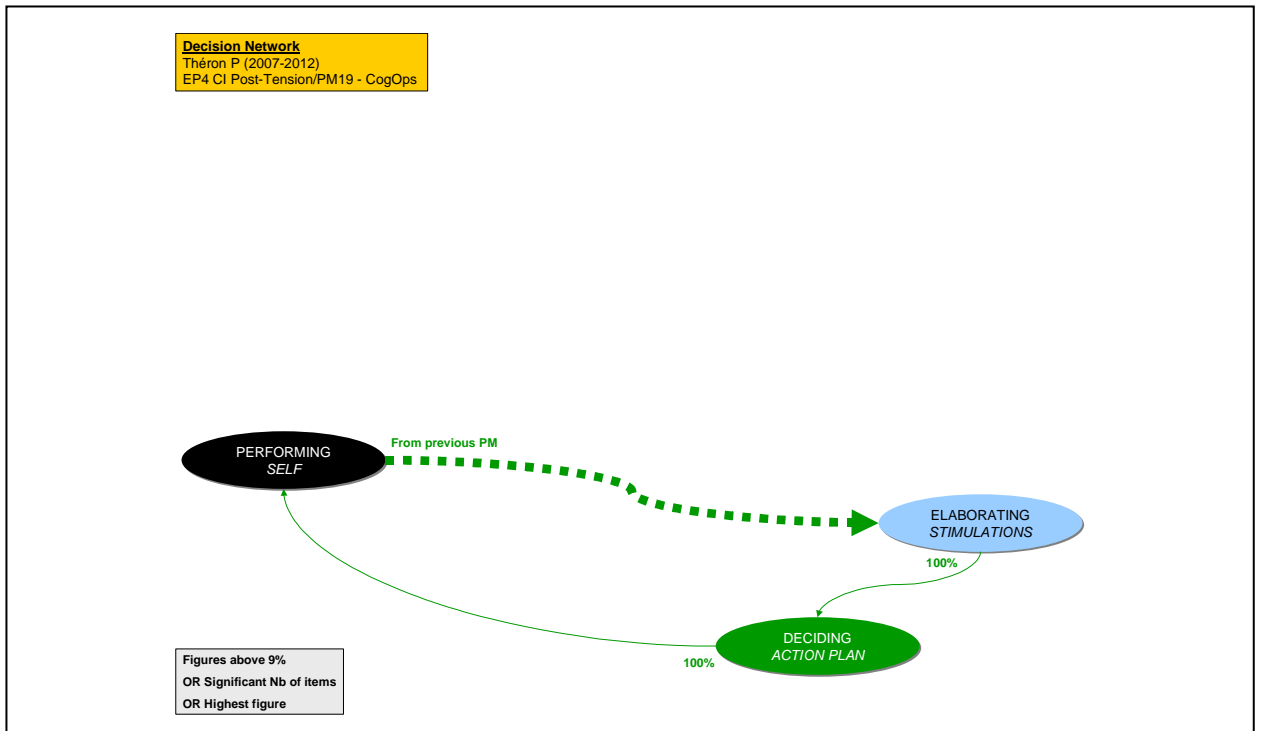 Decision Network
Théron P (2007-2012)
EP4 CI Post-Tension/PM19 - CogOps
From previous PM
PERFORMING
SELF
ELABORATING
STIMULATIONS
100%
DECIDING
ACTION PLAN
100%
Figures above 9%
OR Significant Nb of items
OR Highest figure